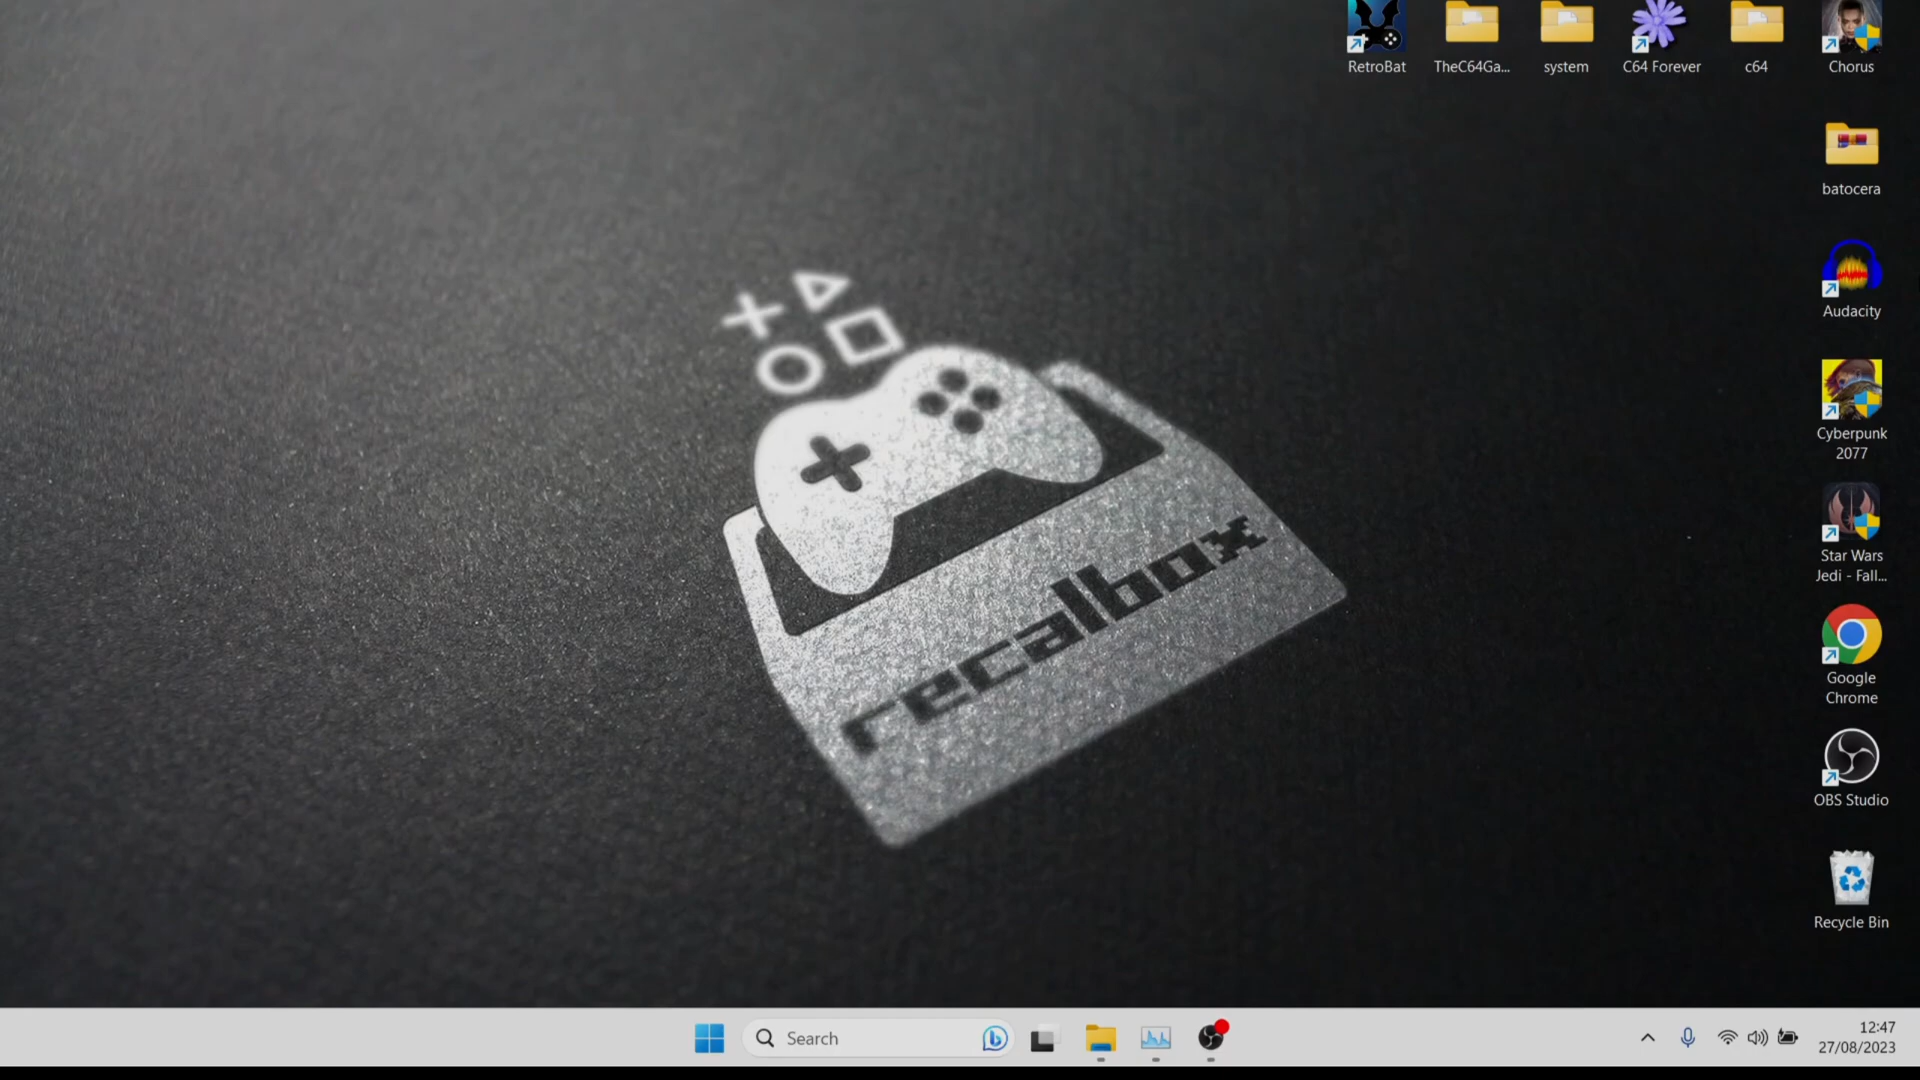 RetroBat
TheC64Ga...
system
C64 Forever
c64
Chorus
batocera
Audacity
Cyberpunk
2077
Star Wars
Jedi - Fall...
Google
Chrome
OBS Studio
Recycle Bin
recalbox
Search
12:47
27/08/2023